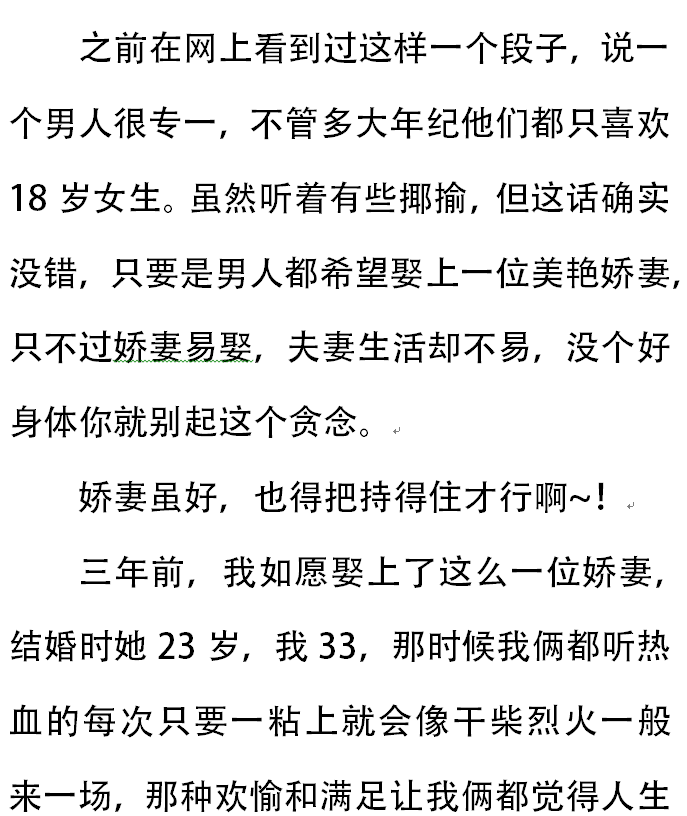 之前在网上看到过这样一个段子，说一
个男人很专一，不管多大年纪他们都只喜欢
18 岁女生。虽然听着有些揶揄，但这话确实
没错，只要是男人都希望娶上一位美艳娇妻，
只不过娇妻易娶，夫妻生活却不易，没个好
身体你就别起这个贪念。
娇妻虽好，也得把持得住才行啊~！
三年前，我如愿娶上了这么一位娇妻，
结婚时她 23 岁，我 33，那时候我俩都听热
血的每次只要一粘上就会像干柴烈火一般
来一场，那种欢愉和满足让我俩都觉得人生